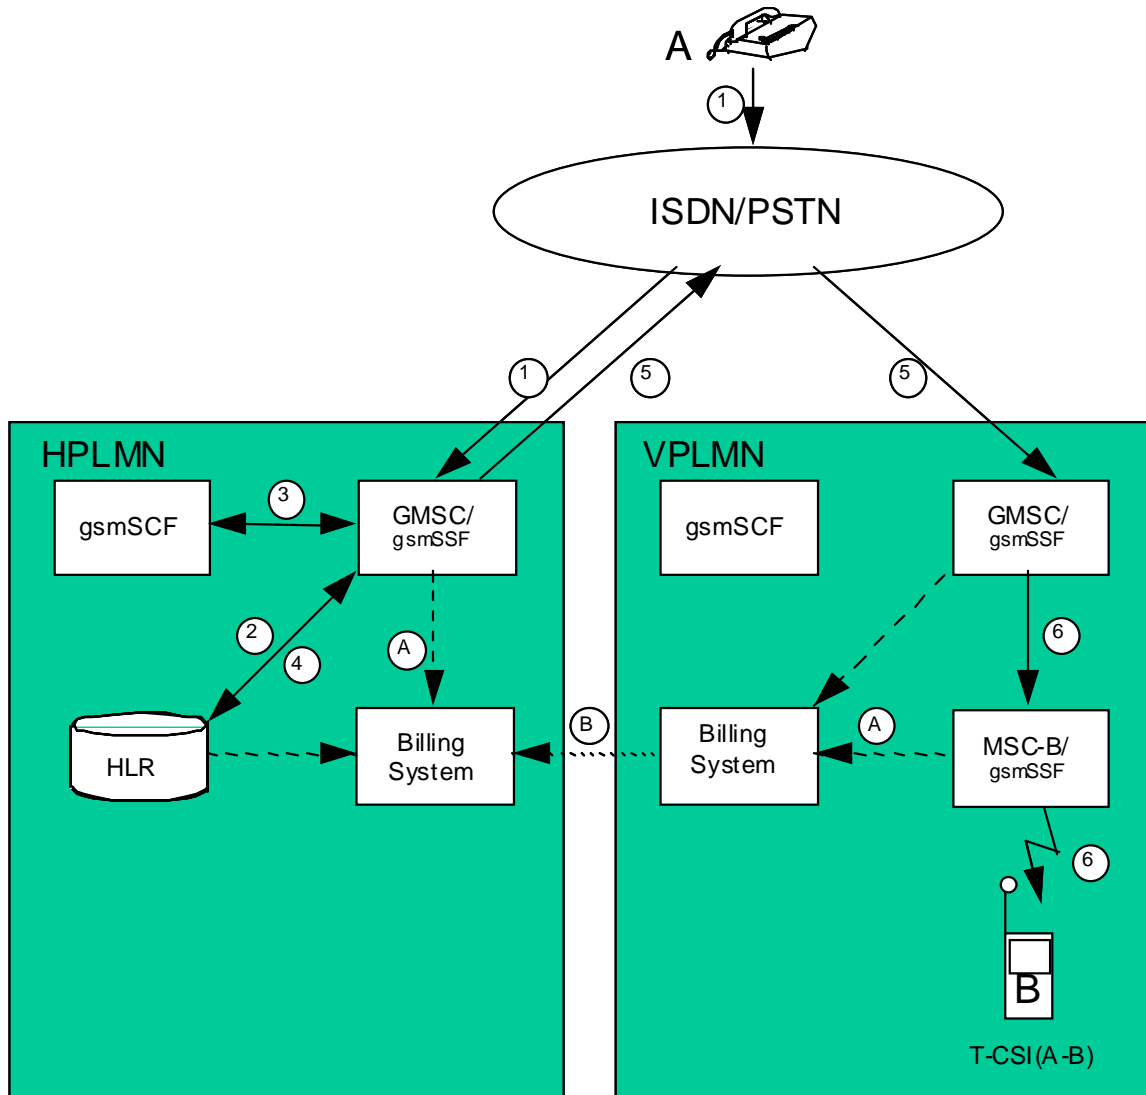 A
1
ISDN/PSTN
1
5
5
HPLMN
VPLMN
gsmSCF
3
GMSC/
gsmSSF
gsmSCF
GMSC/
gsmSSF
2
4
A
6
HLR
Billing
System
B
Billing
System
A
MSC-B/
gsmSSF
6
B
T-CSI(A-B)